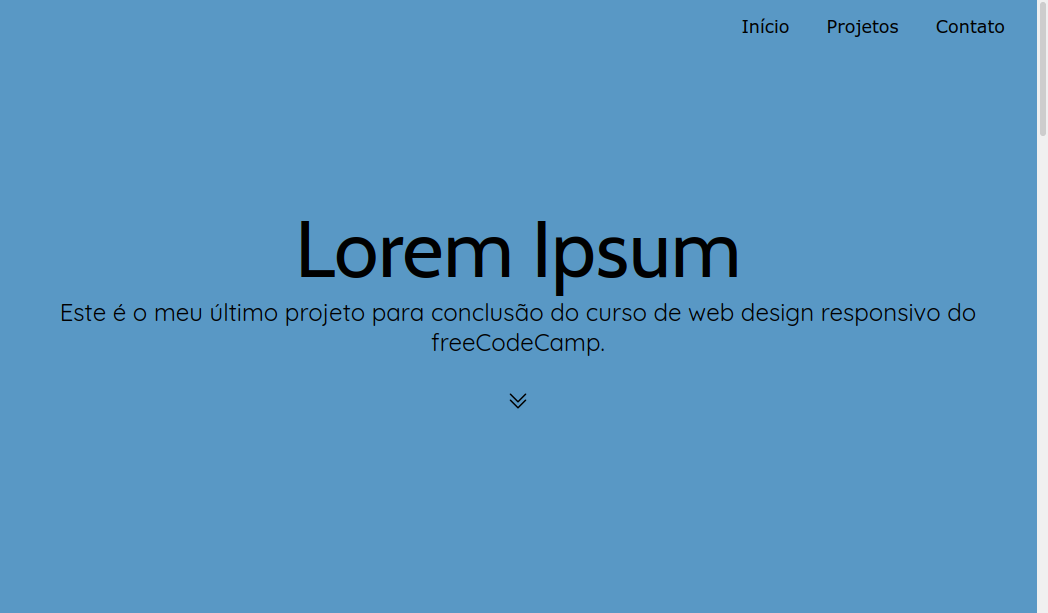 Início Projetos Contato
Lorem Ipsum
Este é o meu último projeto para conclusão do curso de web design responsivo do
freeCodeCamp.